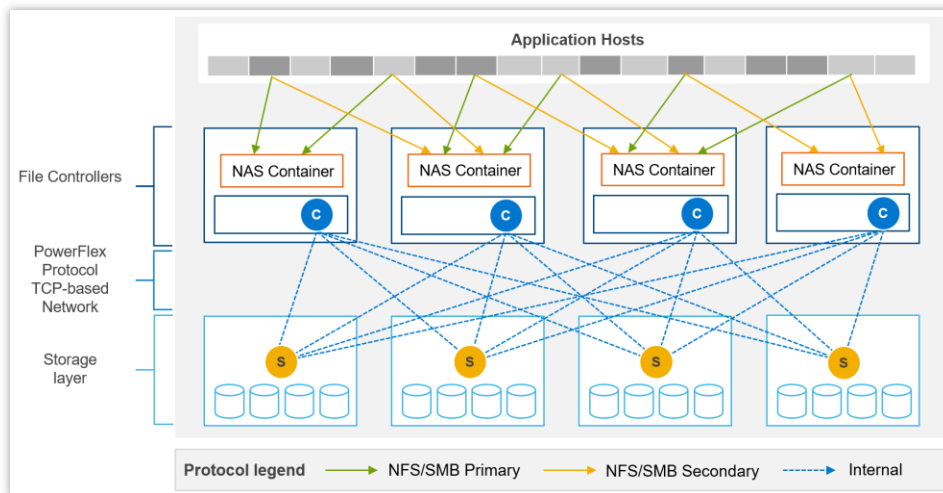 Application Hosts
File Controllers
NAS Container
NAS Container
NAS Container
NAS Container
C
C
C
C
PowerFlex
Protocol
TCP-based
Network
Storage
layer
S
S
S
S
Protocol legend
NFS/SMB Primary
NFS/SMB Secondary
Internal